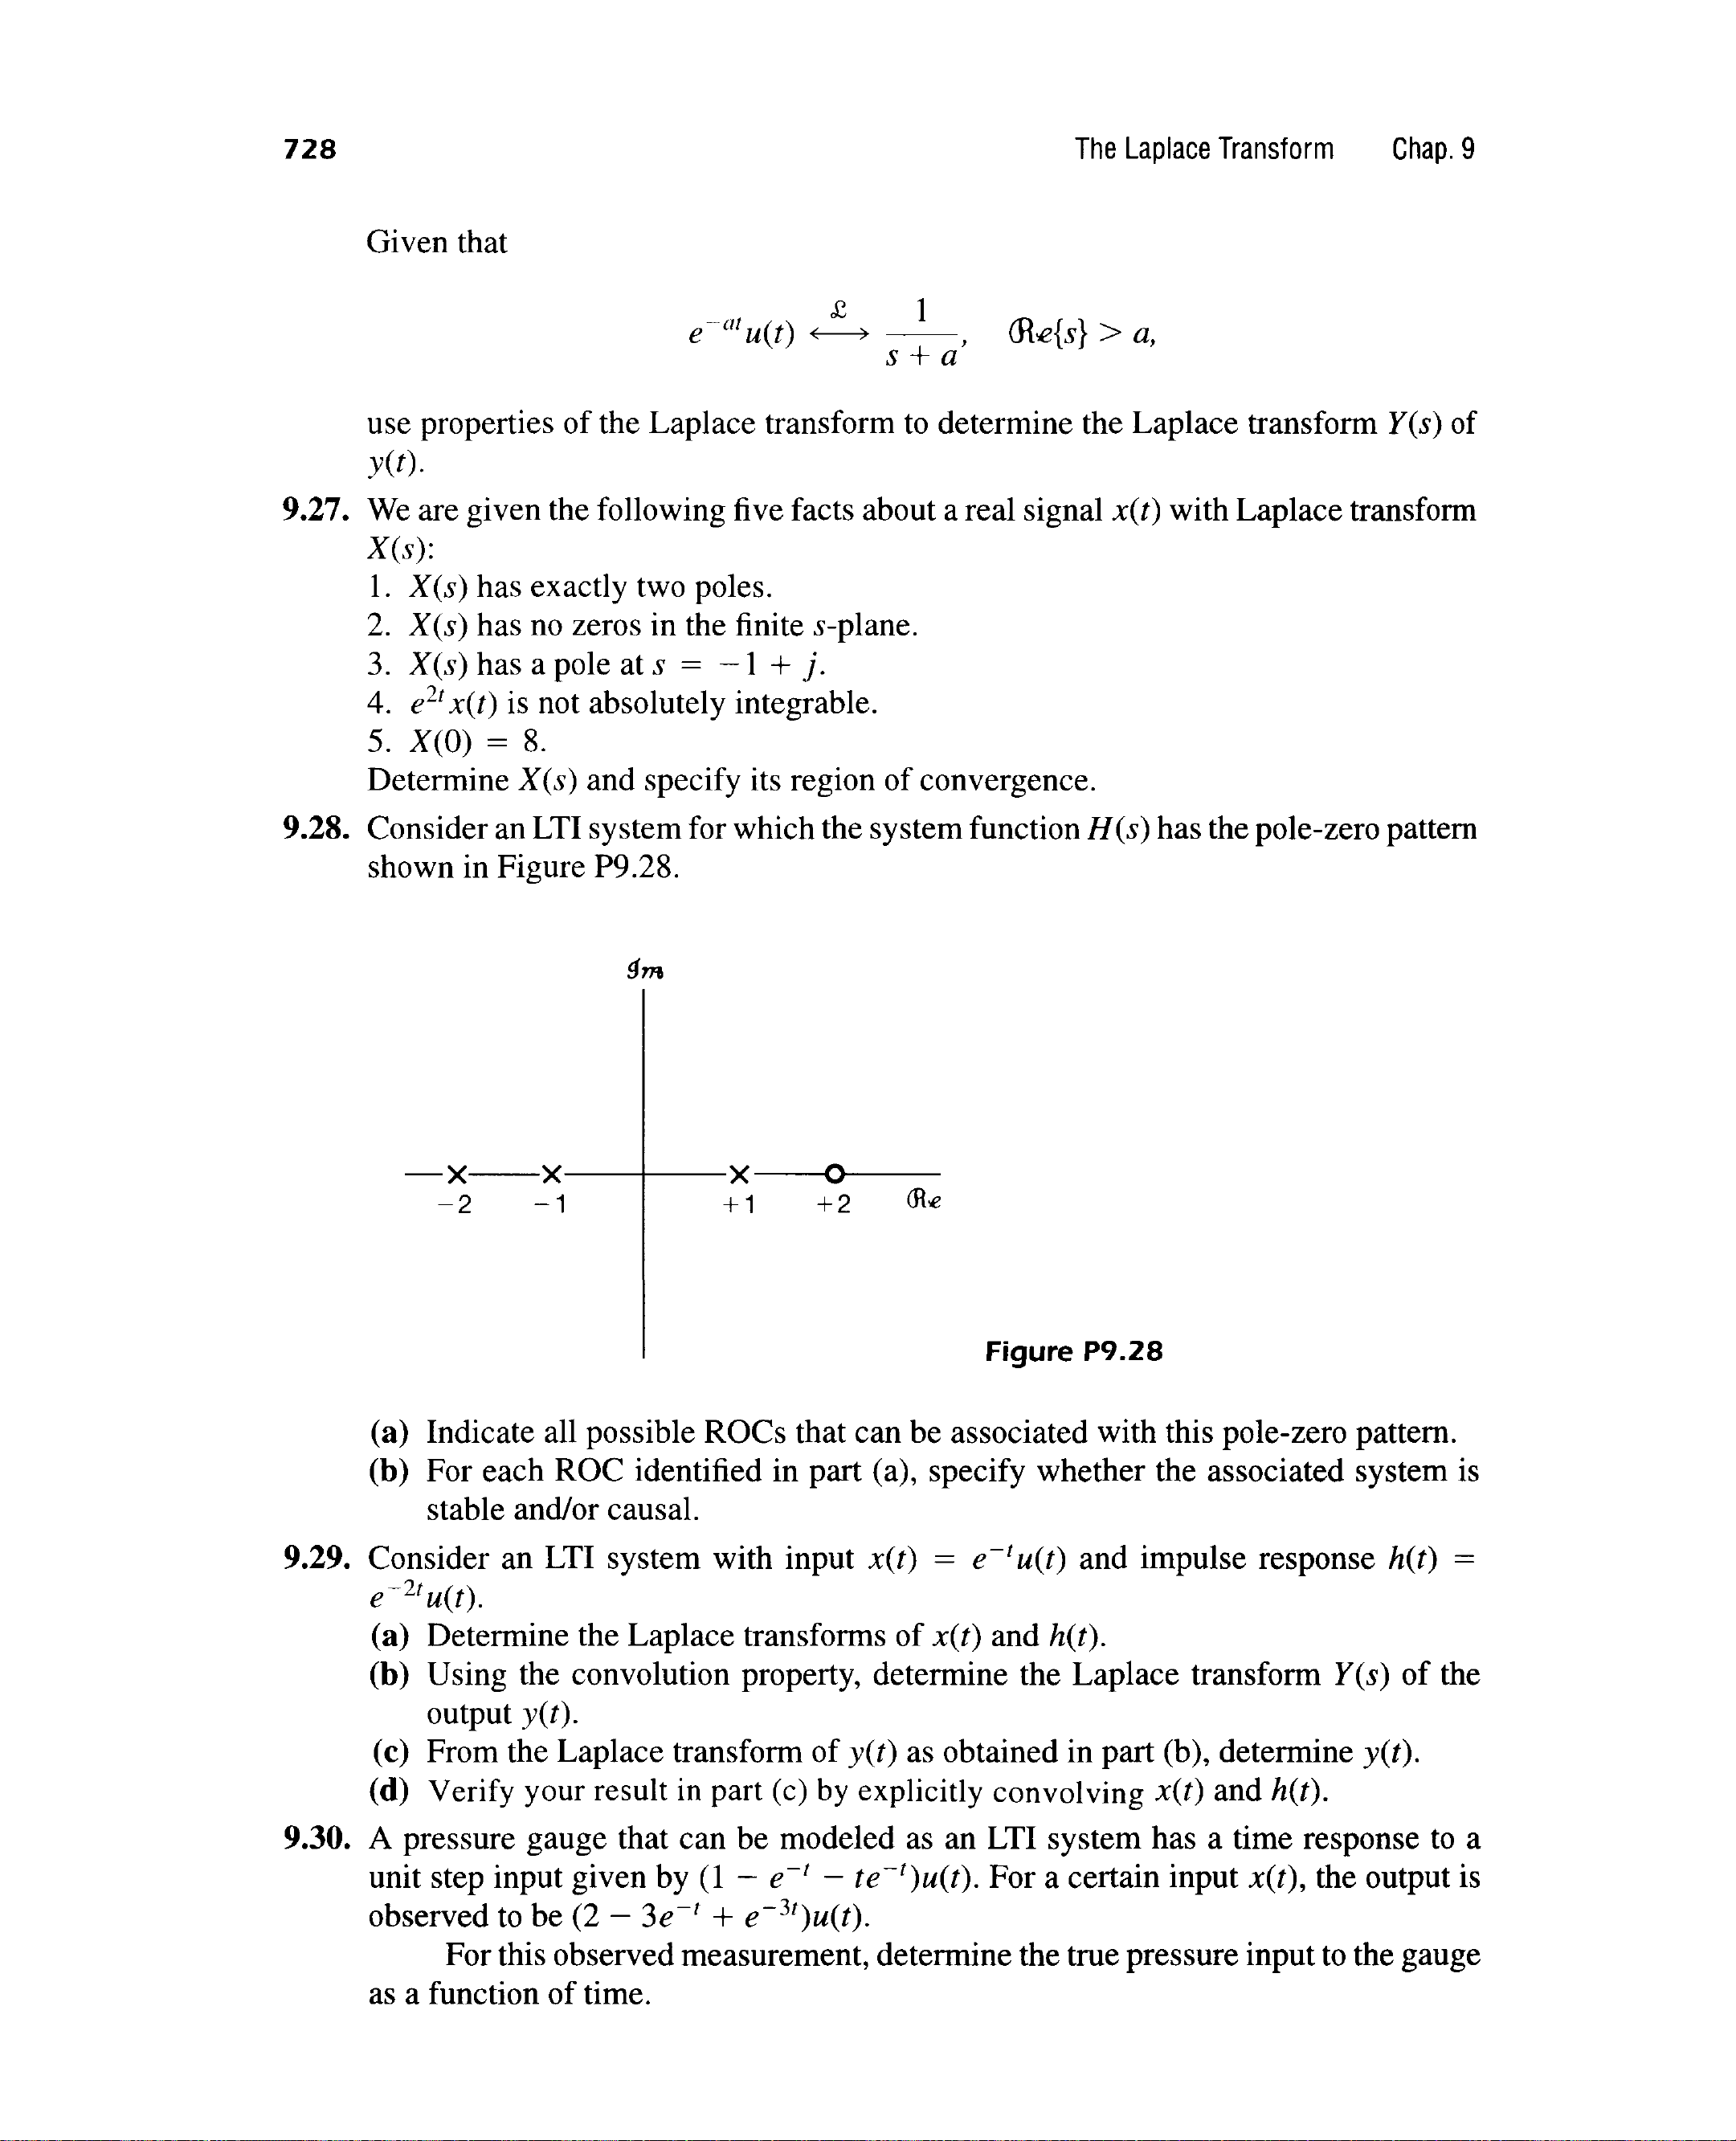 728 The Laplace Transform Chap. 9
Given that
e^{-at}u(t) \overset{ℒ}{\longleftrightarrow} \frac{1}{s + a}, ℛe{s} > a,
use properties of the Laplace transform to determine the Laplace transform Y(s) of
y(t).
9.27. We are given the following five facts about a real signal x(t) with Laplace transform
X(s):
1. X(s) has exactly two poles.
2. X(s) has no zeros in the finite s-plane.
3. X(s) has a pole at s = −1 + j.
4. e^{2t}x(t) is not absolutely integrable.
5. X(0) = 8.
Determine X(s) and specify its region of convergence.
9.28. Consider an LTI system for which the system function H(s) has the pole-zero pattern
shown in Figure P9.28.
ℐm
−2 −1 +1 +2 ℛe
Figure P9.28
(a) Indicate all possible ROCs that can be associated with this pole-zero pattern.
(b) For each ROC identified in part (a), specify whether the associated system is
stable and/or causal.
9.29. Consider an LTI system with input x(t) = e^{-t}u(t) and impulse response h(t) =
e^{-2t}u(t).
(a) Determine the Laplace transforms of x(t) and h(t).
(b) Using the convolution property, determine the Laplace transform Y(s) of the
output y(t).
(c) From the Laplace transform of y(t) as obtained in part (b), determine y(t).
(d) Verify your result in part (c) by explicitly convolving x(t) and h(t).
9.30. A pressure gauge that can be modeled as an LTI system has a time response to a
unit step input given by (1 − e^{-t} − te^{-t})u(t). For a certain input x(t), the output is
observed to be (2 − 3e^{-t} + e^{-3t})u(t).
For this observed measurement, determine the true pressure input to the gauge
as a function of time.